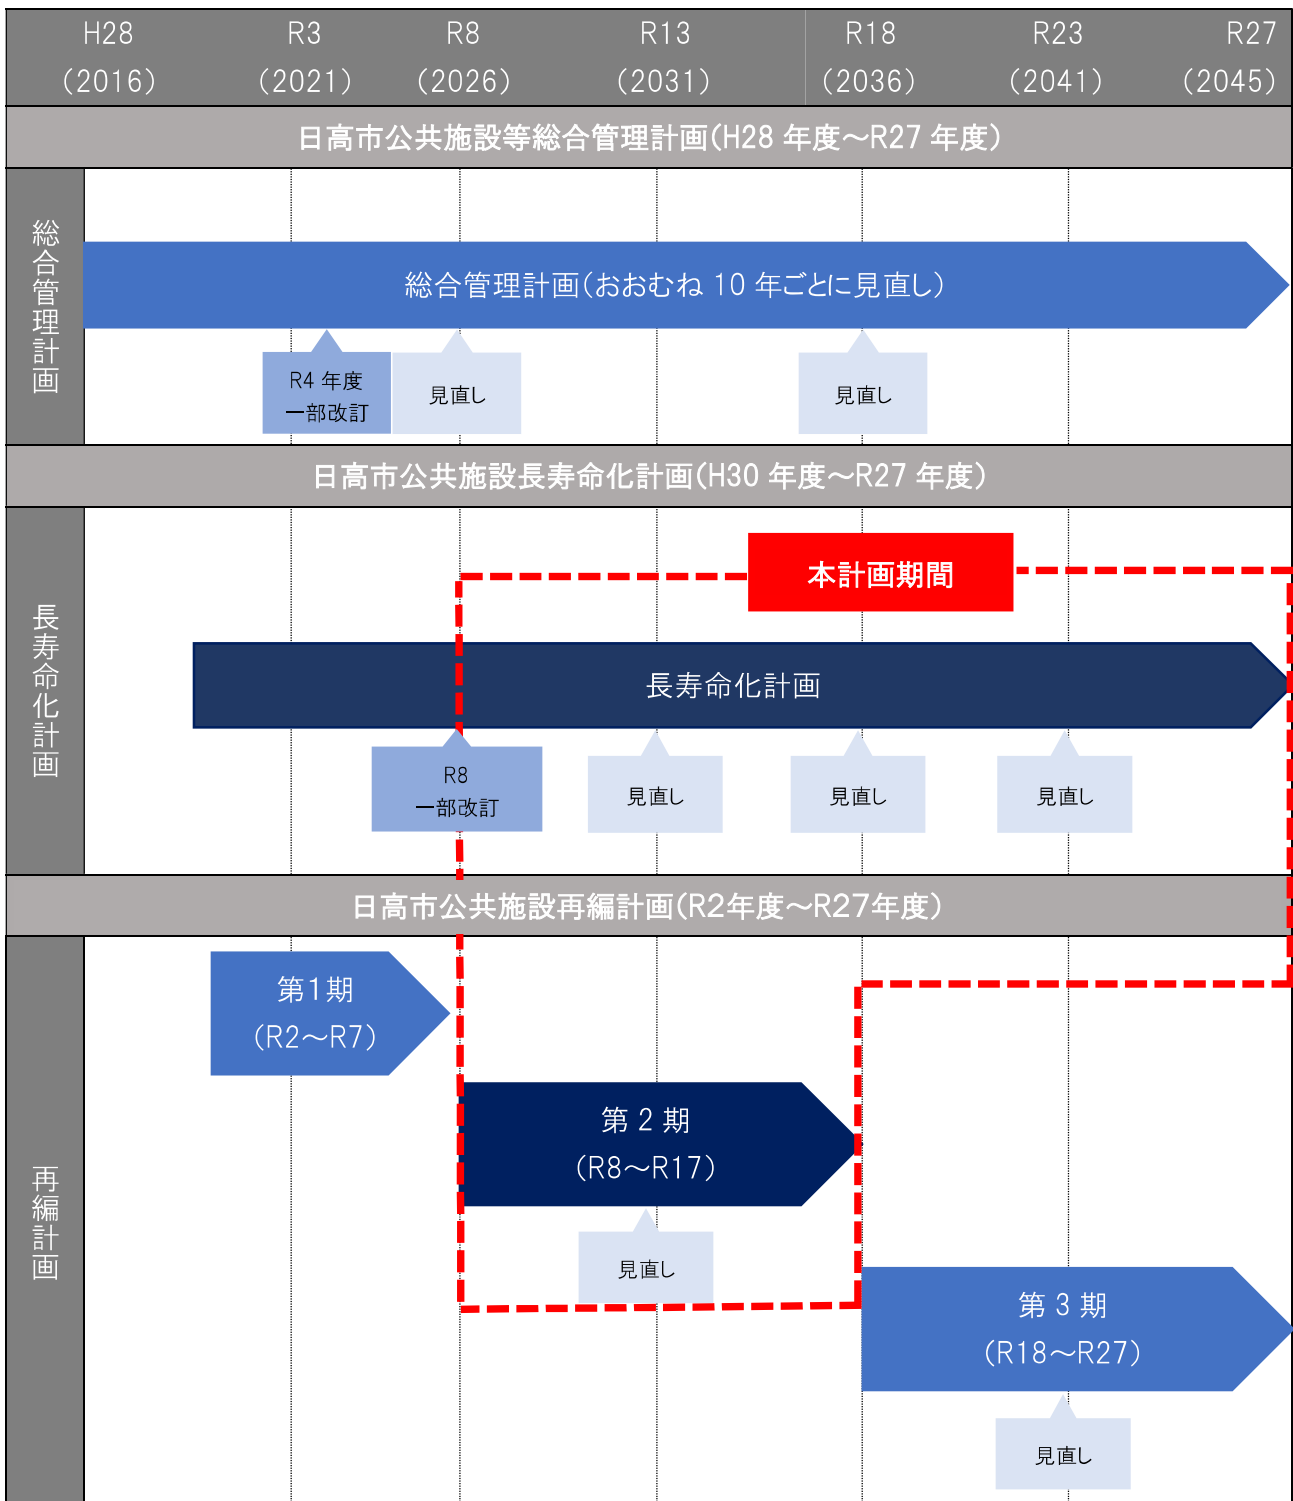 H28 R3 R8 R13 R18 R23 R27
(2016) (2021) (2026) (2031) (2036) (2041) (2045)
日高市公共施設等総合管理計画(H28 年度～R27 年度)
総合管理計画
総合管理計画(おおむね 10 年ごとに見直し)
R4 年度
一部改訂
見直し
見直し
日高市公共施設長寿命化計画(H30 年度～R27 年度)
本計画期間
長寿命化計画
長寿命化計画
R8
一部改訂
見直し
見直し
見直し
日高市公共施設再編計画(R2年度～R27年度)
再編計画
第1期
(R2～R7)
第 2 期
(R8～R17)
見直し
第 3 期
(R18～R27)
見直し